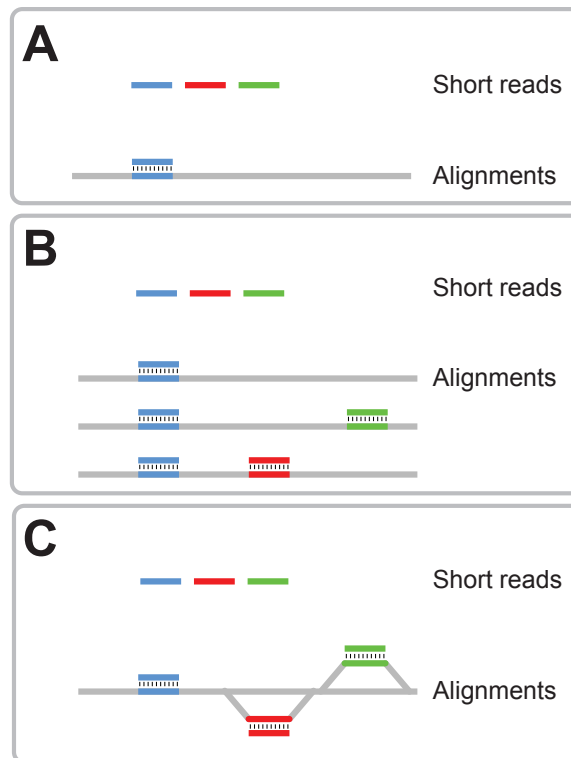 A
Short reads
Alignments
B
Short reads
Alignments
C
Short reads
Alignments